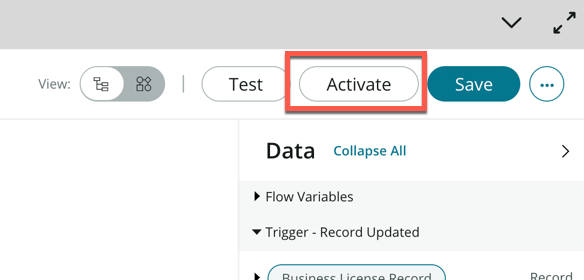 View: Test Activate Save ...
Data Collapse All
Flow Variables
Trigger - Record Updated
Business License Record Record